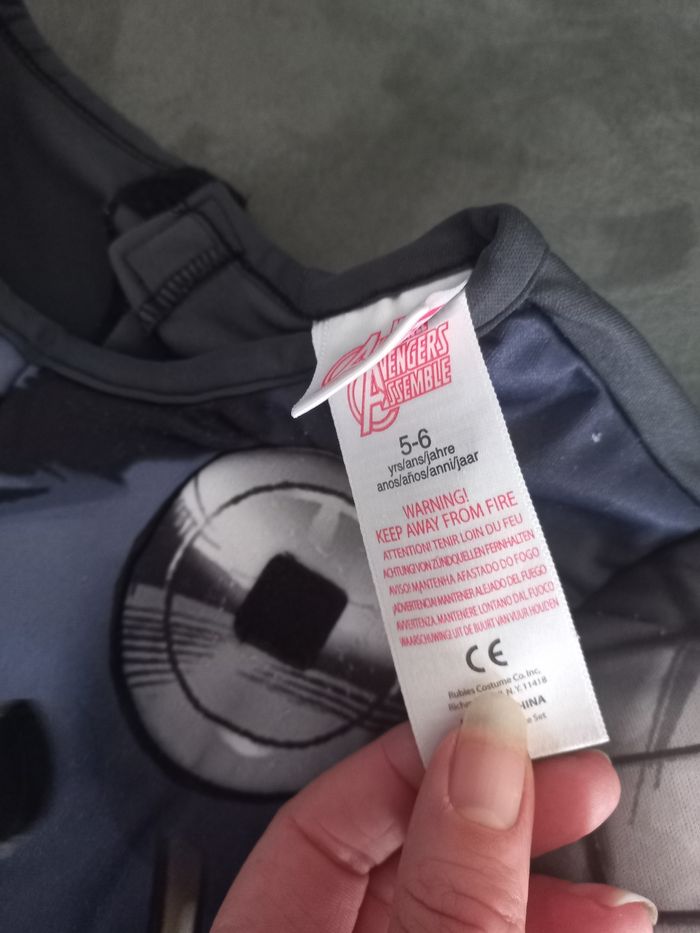 AVENGERS
ASSEMBLE
5-6
yrs/ans/jahre
anos/años/anni/jaar
WARNING!
KEEP AWAY FROM FIRE
ATTENTION! TENIR LOIN DU FEU
ACHTUNG! VON ZÜNDQUELLEN FERNHALTEN
AVISO! MANTENHA AFASTADO DO FOGO
¡ADVERTENCIA! MANTENER ALEJADO DEL FUEGO
AVVERTENZA. MANTENERE LONTANO DAL FUOCO
WAARSCHUWING! UIT DE BUURT VAN VUUR HOUDEN
CE
Rubies Costume Co. Inc.
N.Y. 11418
Set